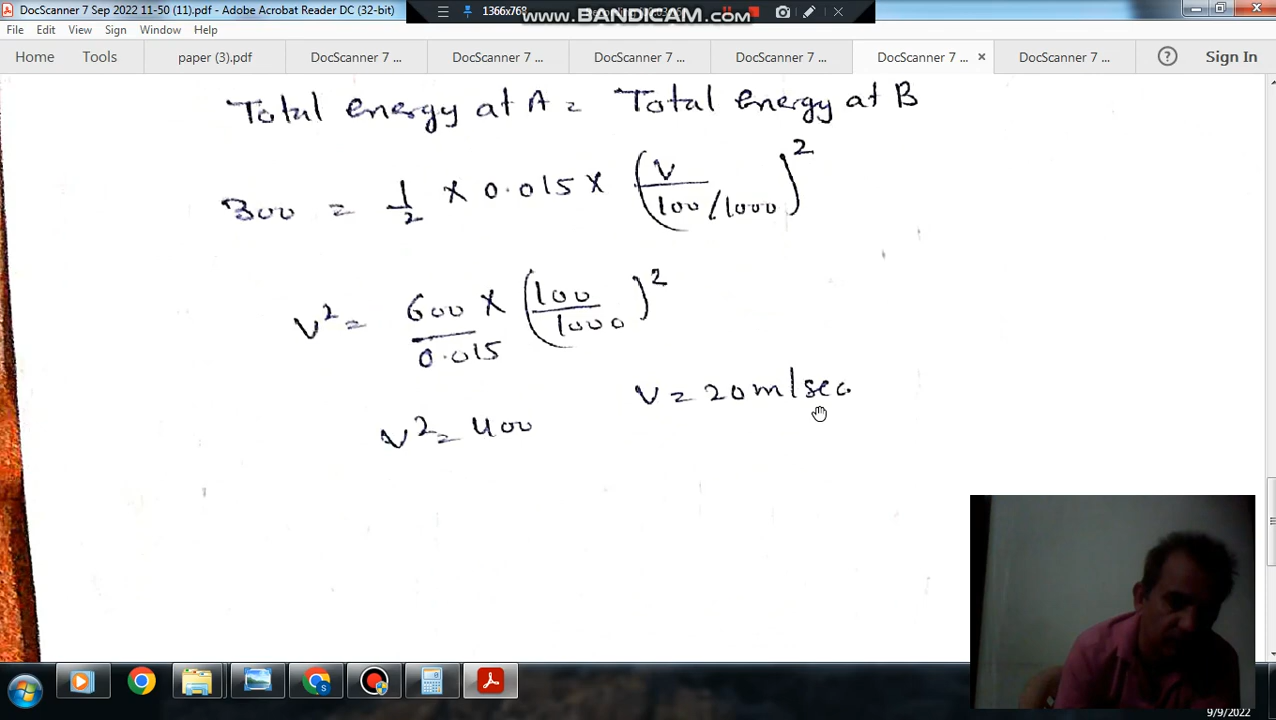 DocScanner 7 Sep 2022 11-50 (11).pdf - Adobe Acrobat Reader DC (32-bit)
1366x768
www.BANDICAM.com
File Edit View Sign Window Help
Home Tools paper (3).pdf DocScanner 7 ... DocScanner 7 ... DocScanner 7 ... DocScanner 7 ... DocScanner 7 ... × DocScanner 7 ... Sign In
Total energy at A = Total energy at B
300 = 1/2 × 0.015 × (V / 100/1000)²
V² = 600/0.015 × (100/1000)²
V = 20 m/sec.
V² = 400
9/9/2022